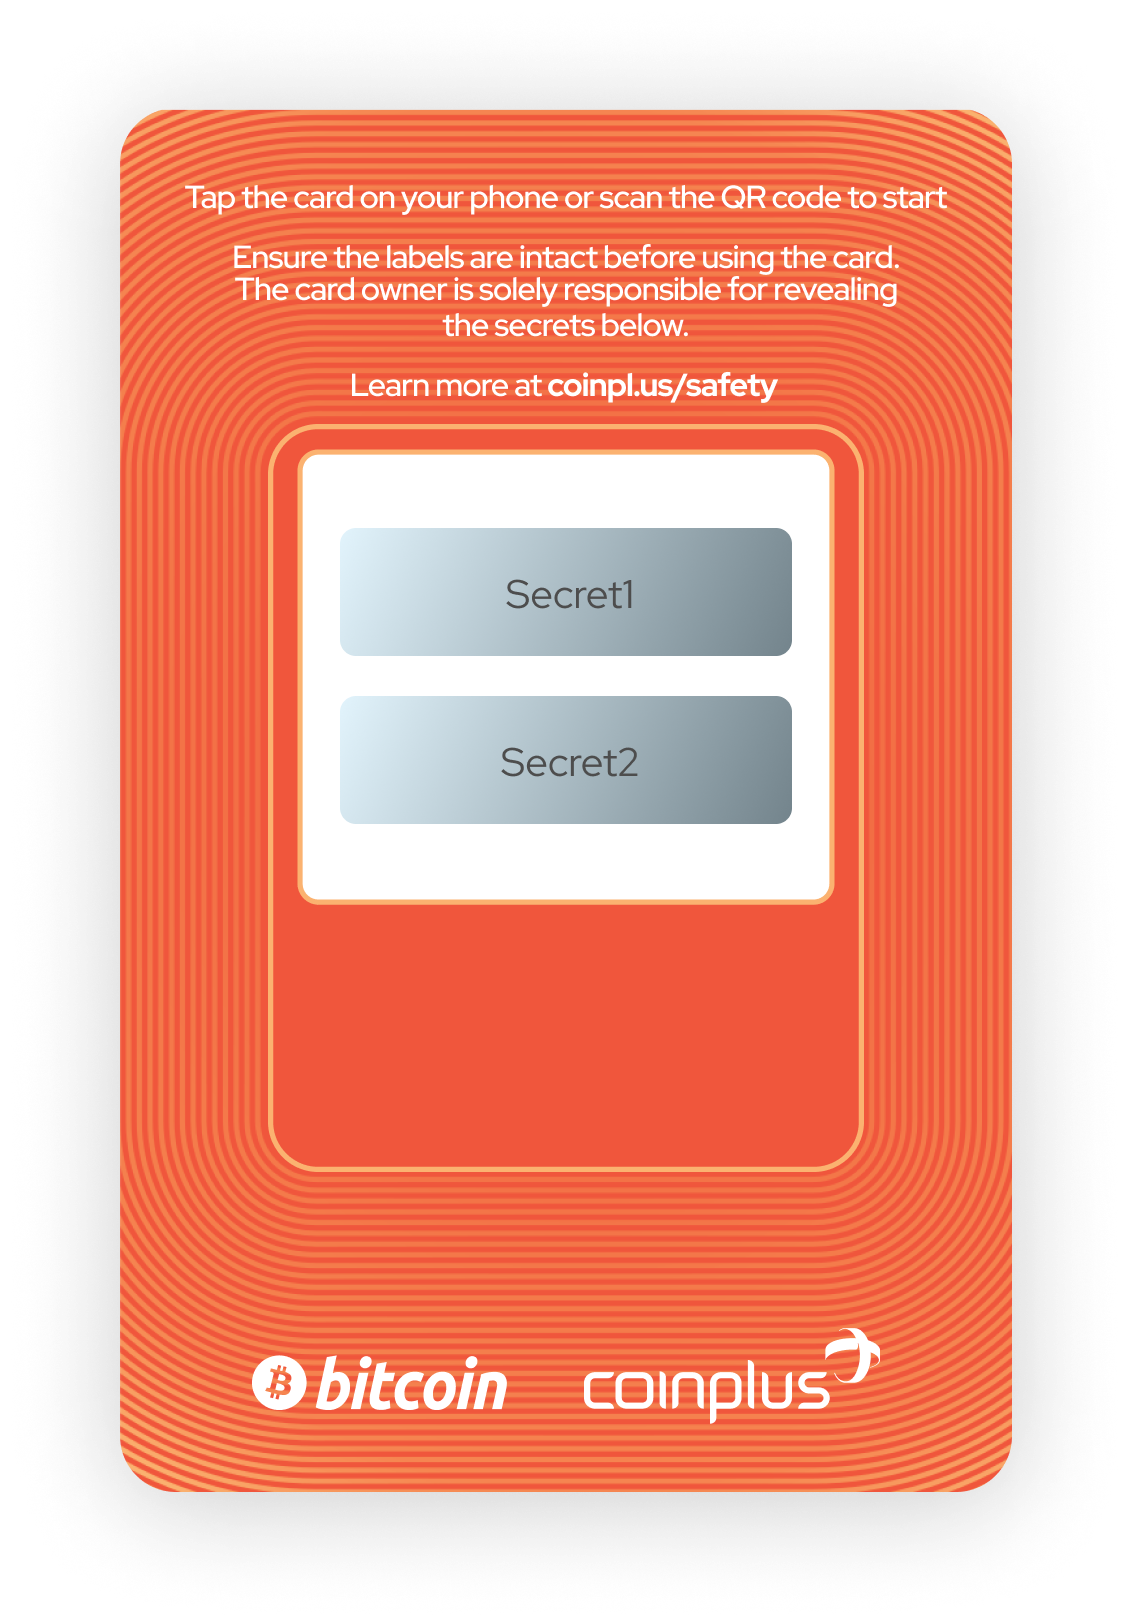 Tap the card on your phone or scan the QR code to start
Ensure the labels are intact before using the card.
The card owner is solely responsible for revealing
the secrets below.
Learn more at coinpl.us/safety
Secret1
Secret2
bitcoin coinplus